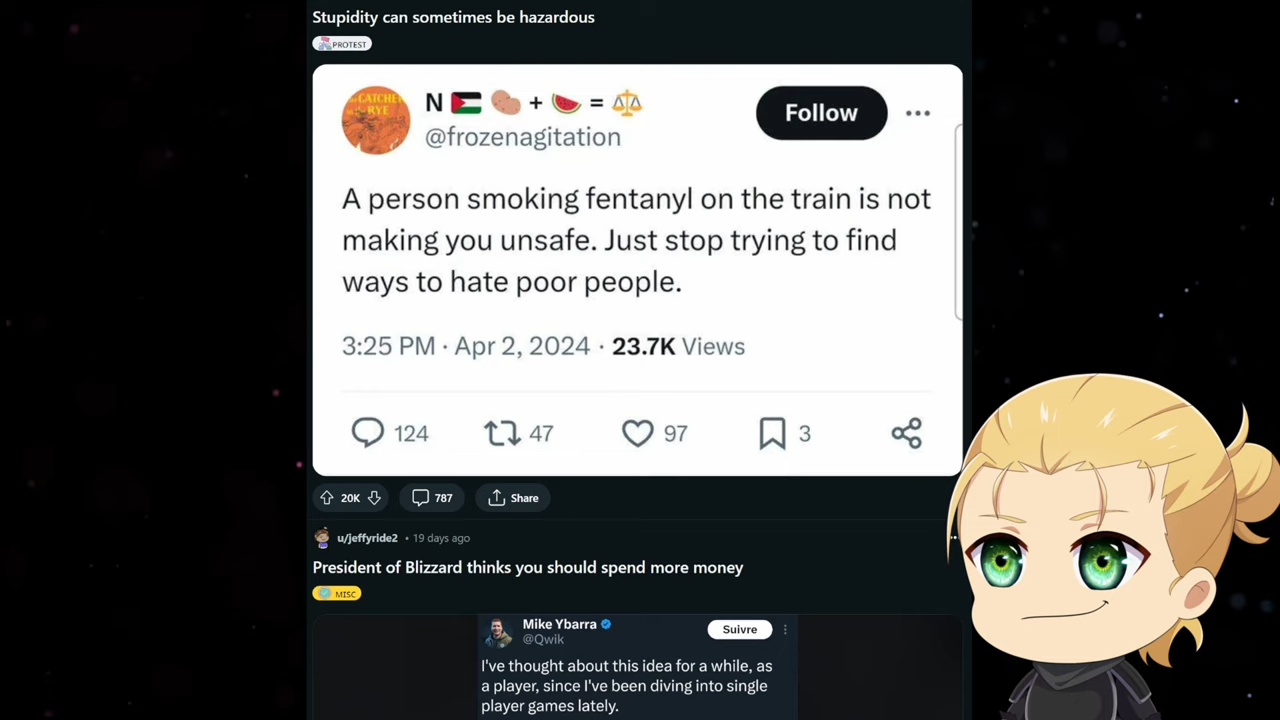 Stupidity can sometimes be hazardous
PROTEST
CATCHER
RYE
N 🇵🇸 🥔 + 🍉 = ⚖️
@frozenagitation
Follow
A person smoking fentanyl on the train is not
making you unsafe. Just stop trying to find
ways to hate poor people.
3:25 PM · Apr 2, 2024 · 23.7K Views
124
47
97
3
20K
787
Share
u/jeffyride2 • 19 days ago
President of Blizzard thinks you should spend more money
MISC
Mike Ybarra
@Qwik
Suivre
I've thought about this idea for a while, as
a player, since I've been diving into single
player games lately.